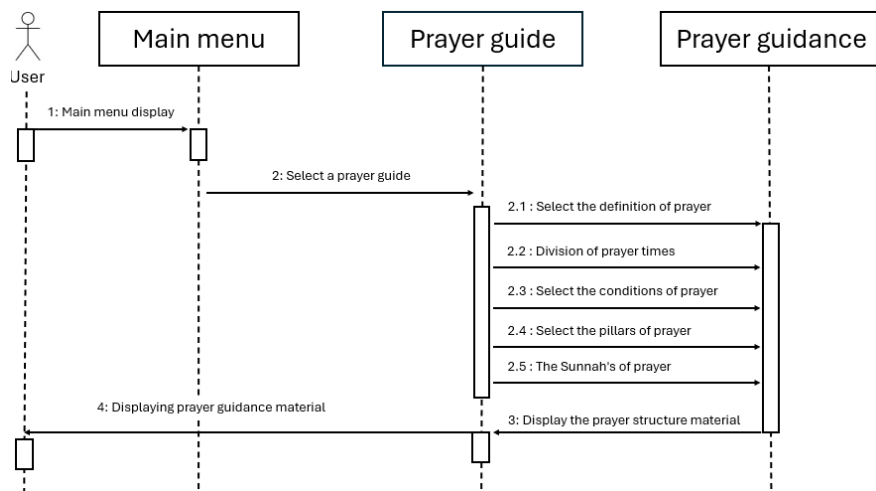 Main menu
Prayer guide
Prayer guidance
User
1: Main menu display
2: Select a prayer guide
2.1 : Select the definition of prayer
2.2 : Division of prayer times
2.3 : Select the conditions of prayer
2.4 : Select the pillars of prayer
2.5 : The Sunnah's of prayer
4: Displaying prayer guidance material
3: Display the prayer structure material